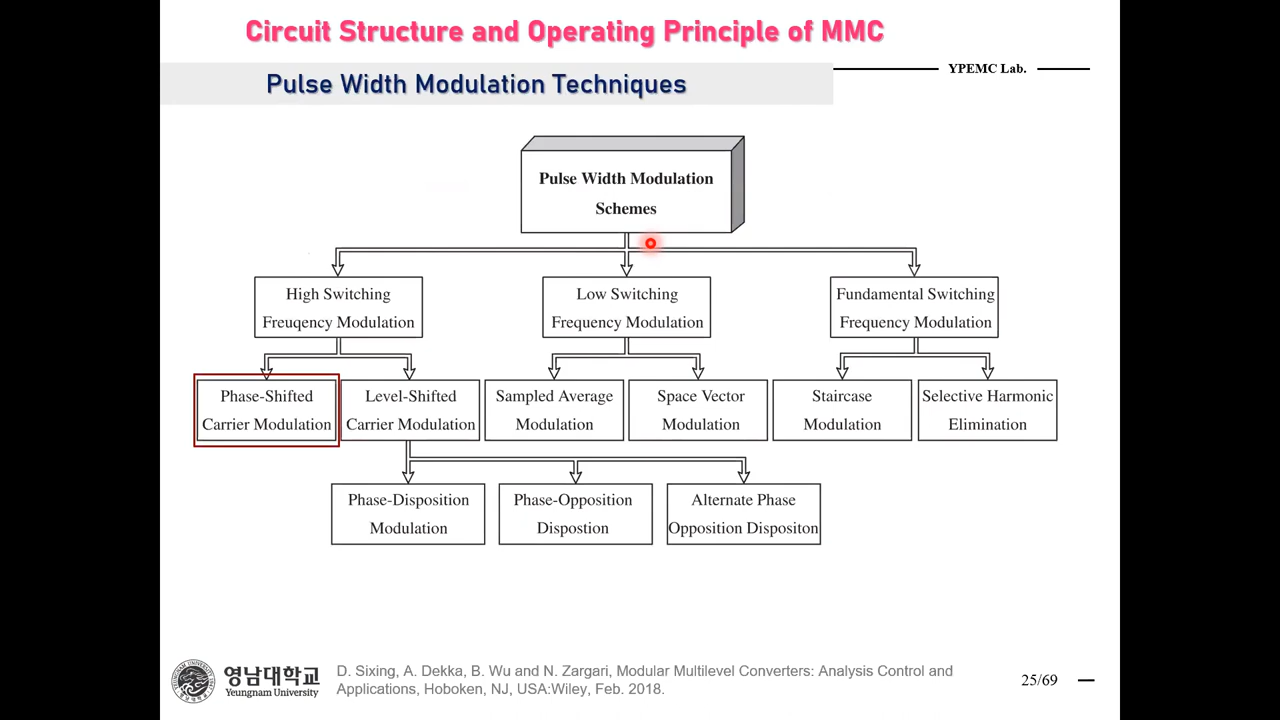 Circuit Structure and Operating Principle of MMC
Pulse Width Modulation Techniques
YPEMC Lab.
Pulse Width Modulation
Schemes
High Switching
Freuqency Modulation
Low Switching
Frequency Modulation
Fundamental Switching
Frequency Modulation
Phase-Shifted
Carrier Modulation
Level-Shifted
Carrier Modulation
Sampled Average
Modulation
Space Vector
Modulation
Staircase
Modulation
Selective Harmonic
Elimination
Phase-Disposition
Modulation
Phase-Opposition
Dispostion
Alternate Phase
Opposition Dispositon
영남대학교
Yeungnam University
D. Sixing, A. Dekka, B. Wu and N. Zargari, Modular Multilevel Converters: Analysis Control and
Applications, Hoboken, NJ, USA:Wiley, Feb. 2018.
25/69